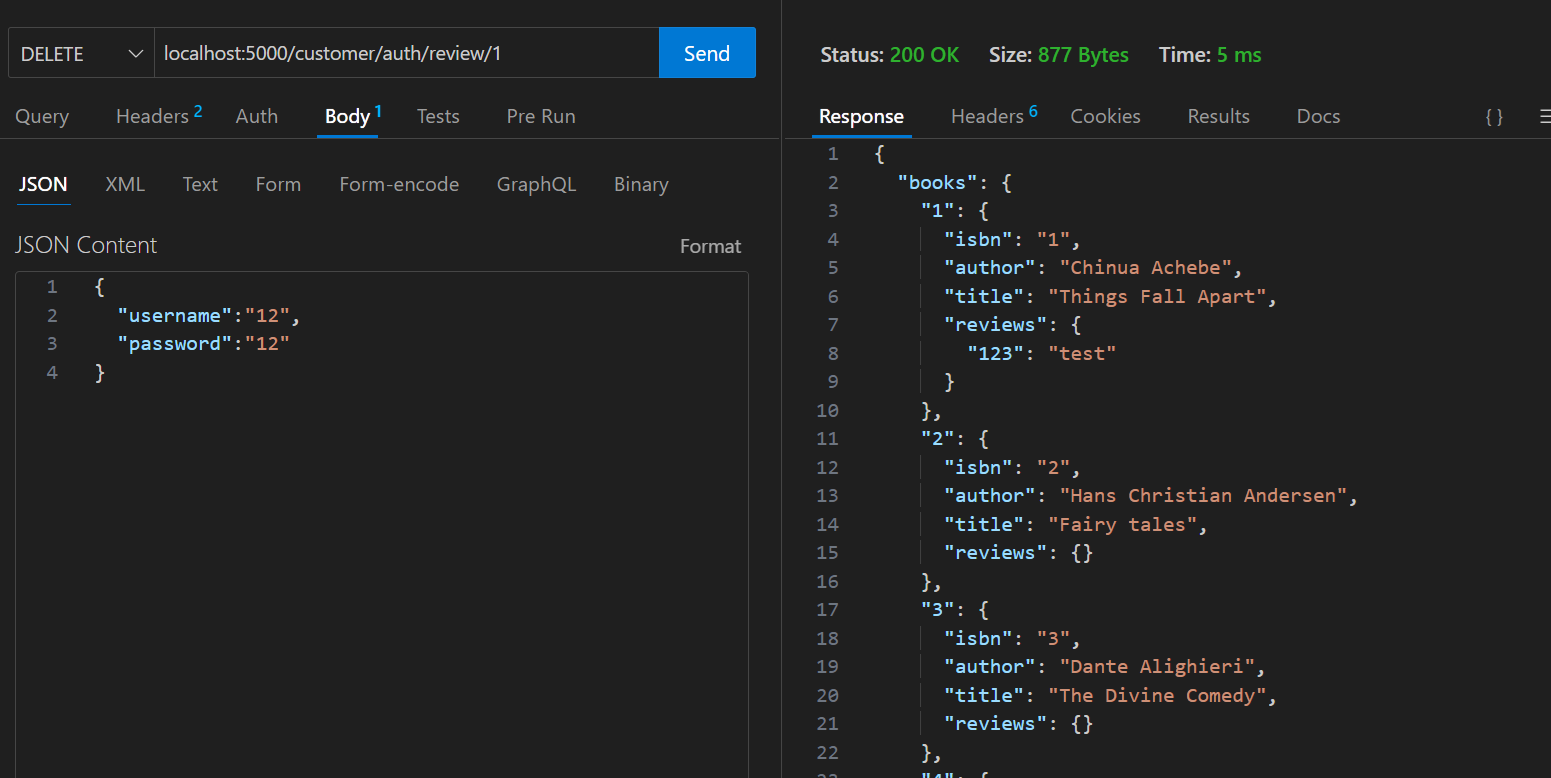 DELETE localhost:5000/customer/auth/review/1 Send
Query Headers 2 Auth Body 1 Tests Pre Run
JSON XML Text Form Form-encode GraphQL Binary
JSON Content Format
1 {
2 "username":"12",
3 "password":"12"
4 }
Status: 200 OK Size: 877 Bytes Time: 5 ms
Response Headers 6 Cookies Results Docs { }
1 {
2 "books": {
3 "1": {
4 "isbn": "1",
5 "author": "Chinua Achebe",
6 "title": "Things Fall Apart",
7 "reviews": {
8 "123": "test"
9 }
10 },
11 "2": {
12 "isbn": "2",
13 "author": "Hans Christian Andersen",
14 "title": "Fairy tales",
15 "reviews": {}
16 },
17 "3": {
18 "isbn": "3",
19 "author": "Dante Alighieri",
20 "title": "The Divine Comedy",
21 "reviews": {}
22 },
23 "4": {